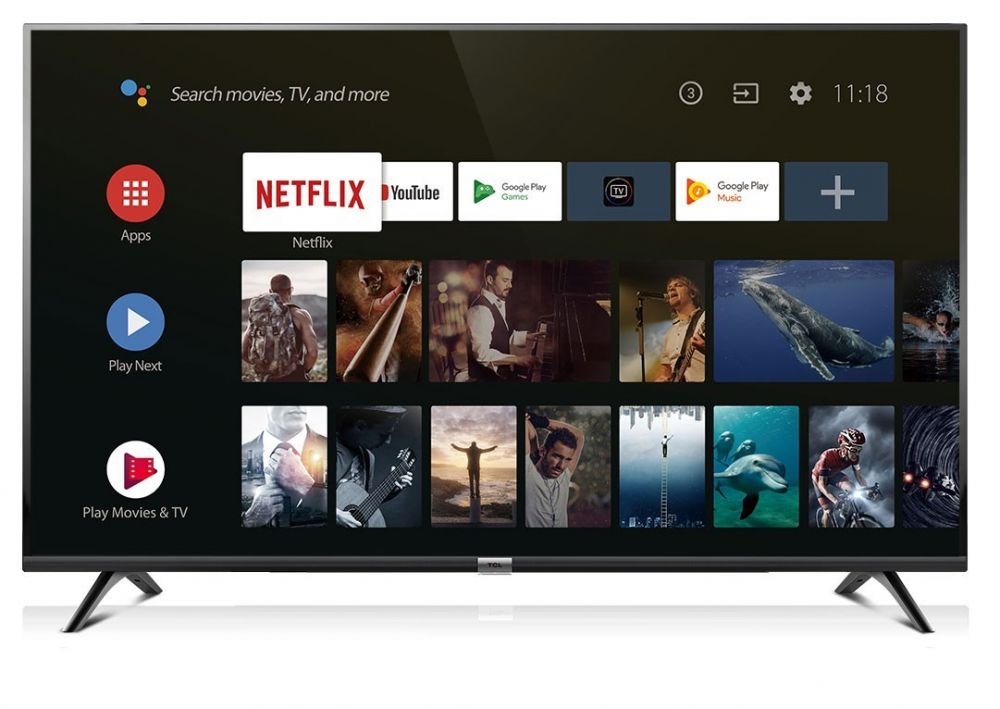 Search movies, TV, and more
3
11:18
NETFLIX
YouTube
Google Play
Games
TV
Google Play
Music
Netflix
Apps
Play Next
Play Movies & TV
TCL